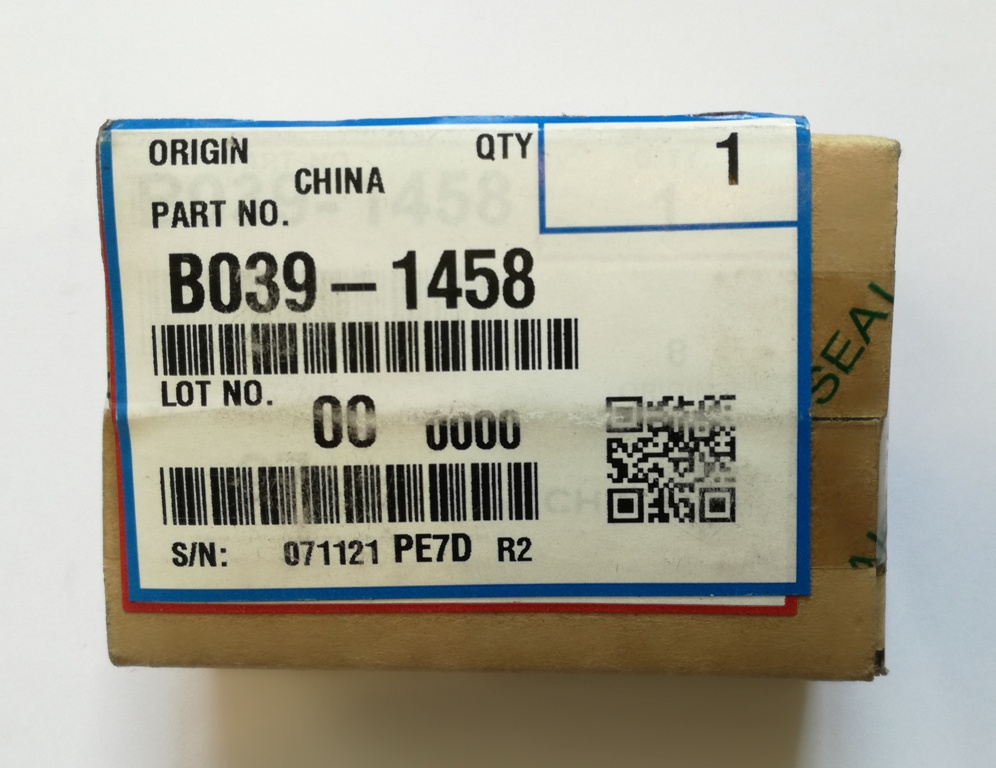 ORIGIN QTY 1
CHINA
PART NO.
B039-1458
LOT NO.
00 0000
S/N: 071121 PE7D R2
SEAL